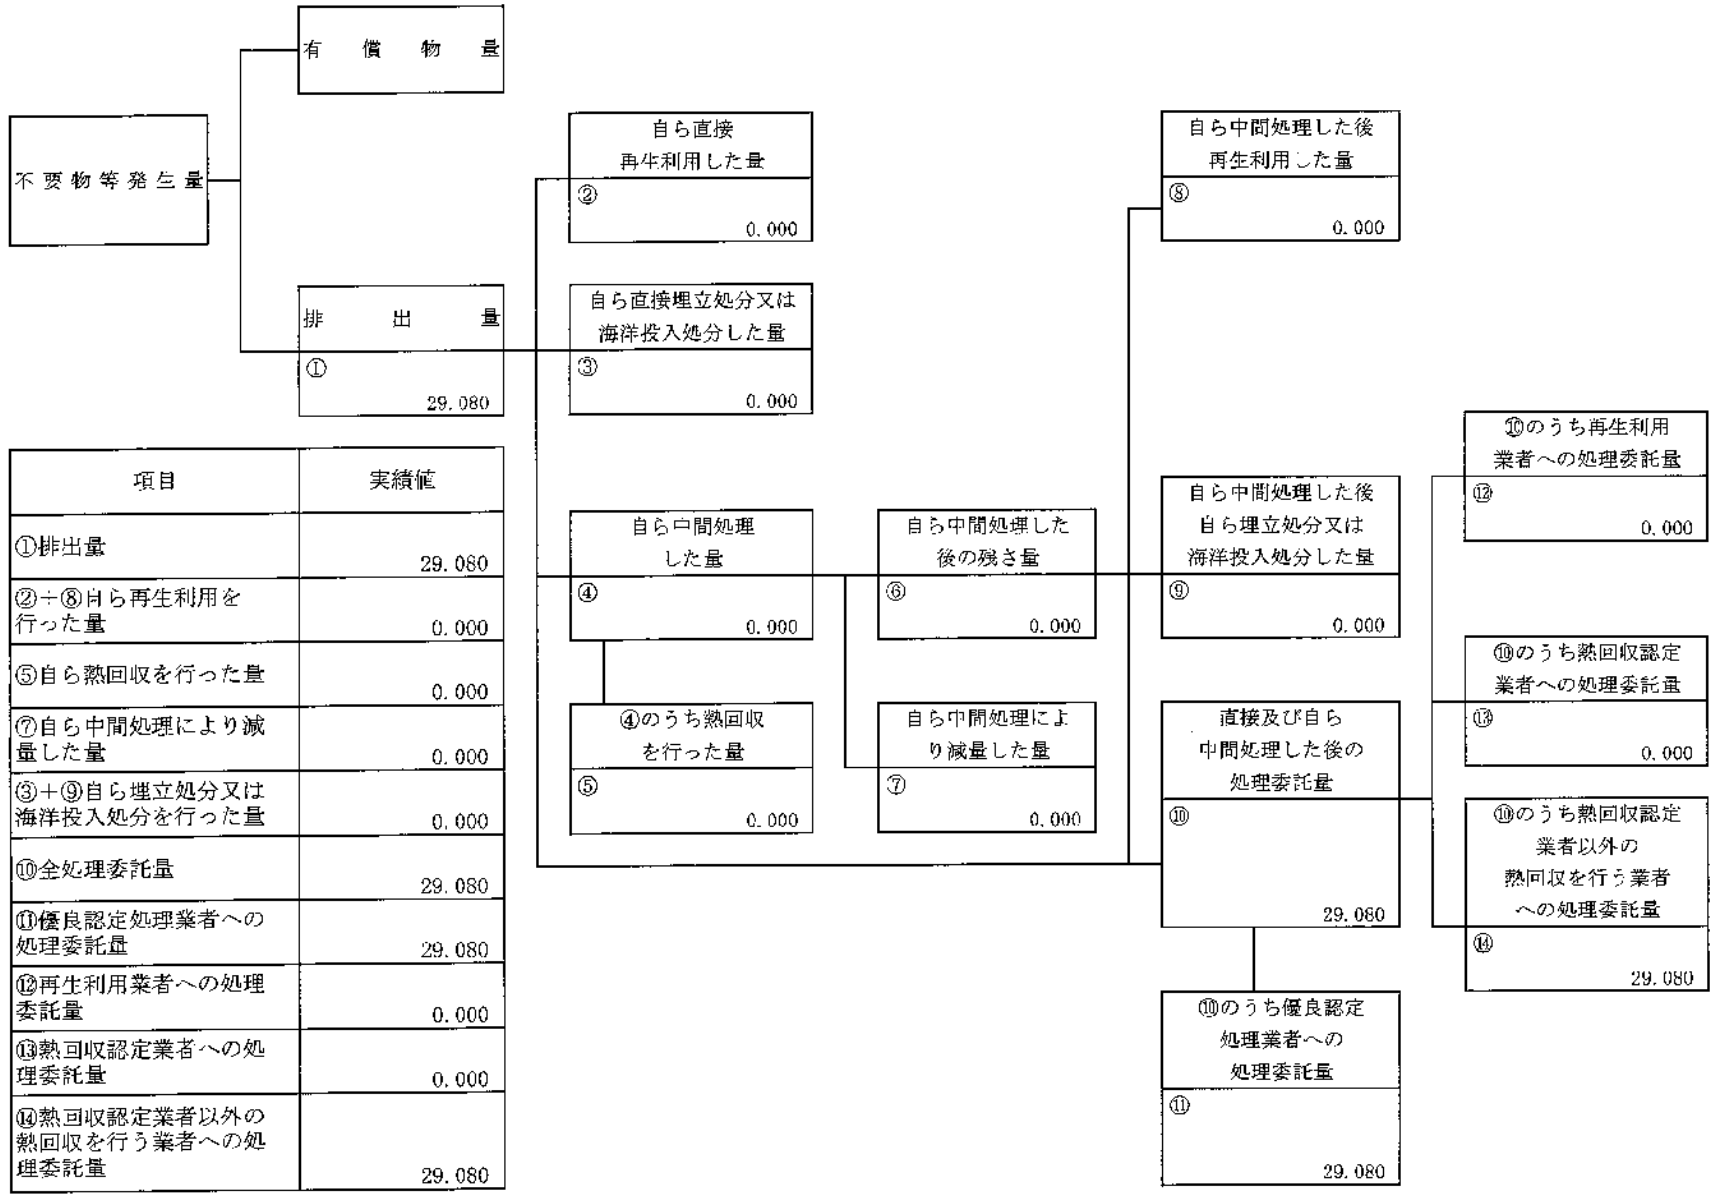 有償物量
不要物等発生量
排出量
①
29.080
自ら直接
再生利用した量
②
0.000
自ら直接埋立処分又は
海洋投入処分した量
③
0.000
自ら中間処理
した量
④
0.000
④のうち熱回収
を行った量
⑤
0.000
自ら中間処理した
後の残さ量
⑥
0.000
自ら中間処理によ
り減量した量
⑦
0.000
自ら中間処理した後
再生利用した量
⑧
0.000
自ら中間処理した後
自ら埋立処分又は
海洋投入処分した量
⑨
0.000
直接及び自ら
中間処理した後の
処理委託量
⑩
29.080
⑩のうち優良認定
処理業者への
処理委託量
⑪
29.080
⑩のうち再生利用
業者への処理委託量
⑫
0.000
⑩のうち熱回収認定
業者への処理委託量
⑬
0.000
⑩のうち熱回収認定
業者以外の
熱回収を行う業者
への処理委託量
⑭
29.080
項目 実績値
①排出量 29.080
②+⑧自ら再生利用を
行った量 0.000
⑤自ら熱回収を行った量 0.000
⑦自ら中間処理により減
量した量 0.000
③+⑨自ら埋立処分又は
海洋投入処分を行った量 0.000
⑩全処理委託量 29.080
⑪優良認定処理業者への
処理委託量 29.080
⑫再生利用業者への処理
委託量 0.000
⑬熱回収認定業者への処
理委託量 0.000
⑭熱回収認定業者以外の
熱回収を行う業者への処
理委託量 29.080